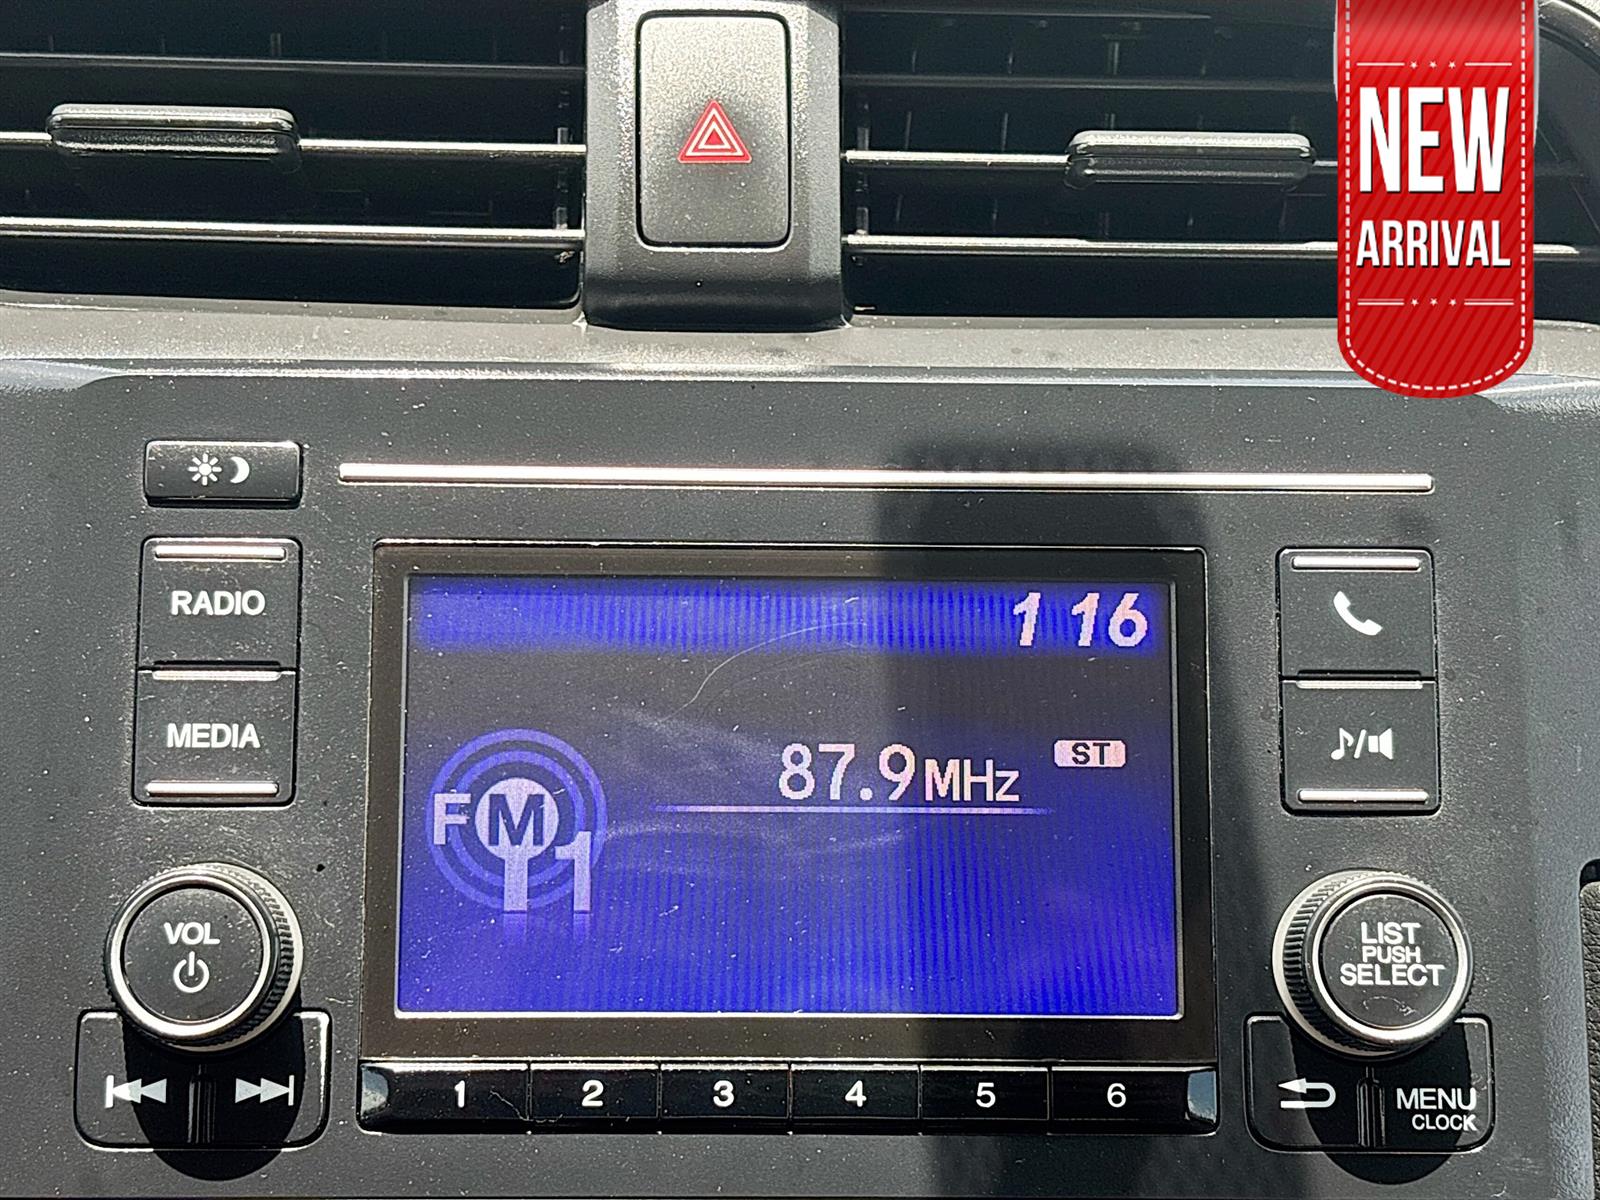 NEW
ARRIVAL
RADIO
MEDIA
VOL
1 16
87.9MHz
ST
FM
1
LIST
PUSH
SELECT
1 2 3 4 5 6
MENU
CLOCK